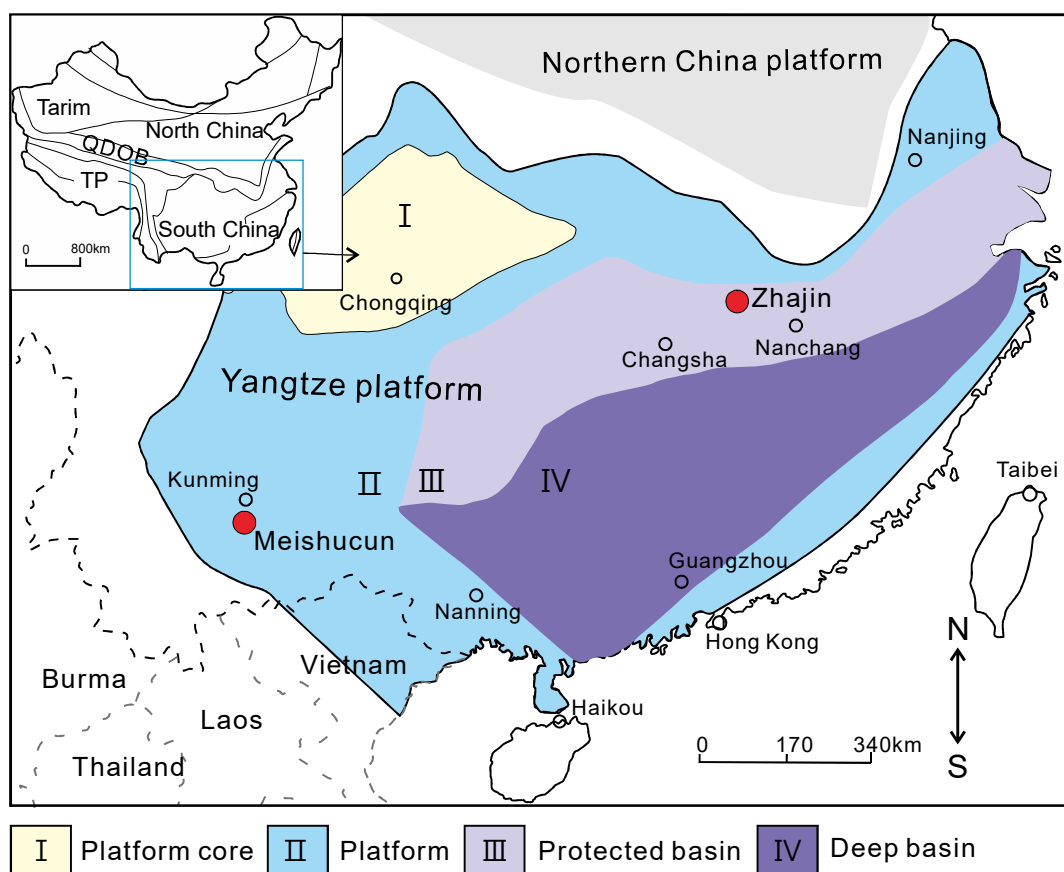 Northern China platform
Tarim
North China
QDOB
TP
South China
0 800km
Nanjing
I
Chongqing
Zhajin
Nanchang
Changsha
Yangtze platform
Kunming
II
III
IV
Meishucun
Taibei
Guangzhou
Nanning
Hong Kong
Vietnam
Burma
Laos
Haikou
Thailand
N
S
0 170 340km
I Platform core
II Platform
III Protected basin
IV Deep basin